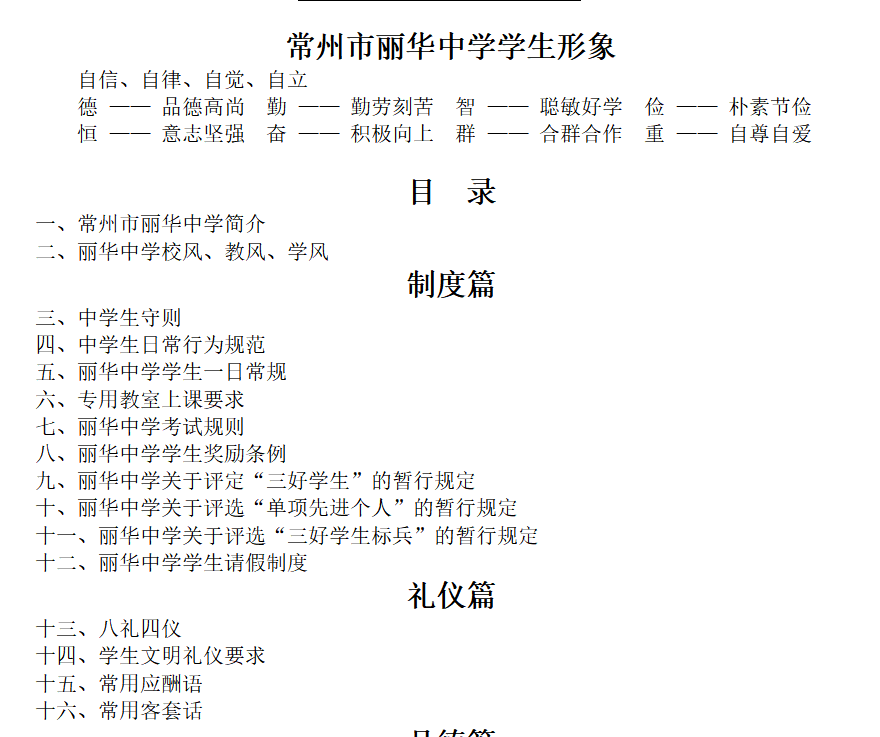 常州市丽华中学学生形象
自信、自律、自觉、自立
德 —— 品德高尚 勤 —— 勤劳刻苦 智 —— 聪敏好学 俭 —— 朴素节俭
恒 —— 意志坚强 奋 —— 积极向上 群 —— 合群合作 重 —— 自尊自爱
目 录
一、常州市丽华中学简介
二、丽华中学校风、教风、学风
制度篇
三、中学生守则
四、中学生日常行为规范
五、丽华中学学生一日常规
六、专用教室上课要求
七、丽华中学考试规则
八、丽华中学学生奖励条例
九、丽华中学关于评定“三好学生”的暂行规定
十、丽华中学关于评选“单项先进个人”的暂行规定
十一、丽华中学关于评选“三好学生标兵”的暂行规定
十二、丽华中学学生请假制度
礼仪篇
十三、八礼四仪
十四、学生文明礼仪要求
十五、常用应酬语
十六、常用客套话